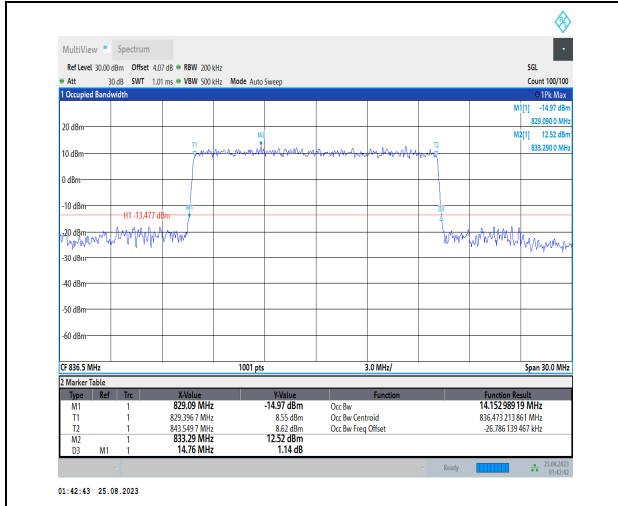 MultiView Spectrum
Ref Level 30.00 dBm Offset 4.07 dB RBW 200 kHz SGL
Att 30 dB SWT 1.01 ms VBW 500 kHz Mode Auto Sweep Count 100/100
1 Occupied Bandwidth 1Pk Max
M1[1] -14.97 dBm
829.0900 MHz
M2[1] 12.52 dBm
833.2900 MHz
20 dBm
M2
T1 T2
10 dBm
0 dBm
-10 dBm
M1 D3
H1 -13.477 dBm
-20 dBm
-30 dBm
-40 dBm
-50 dBm
-60 dBm
CF 836.5 MHz 1001 pts 3.0 MHz/ Span 30.0 MHz
2 Marker Table
Type Ref Trc X-Value Y-Value Function Function Result
M1 1 829.09 MHz -14.97 dBm Occ Bw 14.152 989 19 MHz
T1 1 829.396 7 MHz 8.55 dBm Occ Bw Centroid 836.473 213 861 MHz
T2 1 843.549 7 MHz 8.62 dBm Occ Bw Freq Offset -26.786 139 467 kHz
M2 1 833.29 MHz 12.52 dBm
D3 M1 1 14.76 MHz 1.14 dB
Ready 25.08.2023
01:42:42
01:42:43 25.08.2023